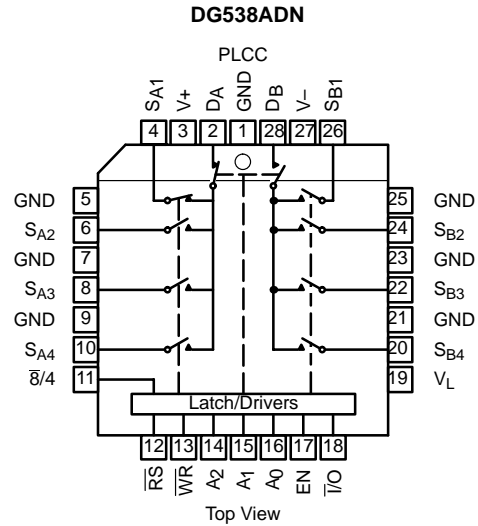 DG538ADN
PLCC
SA1 V+ DA GND DB V– SB1
4 3 2 1 28 27 26
GND 5 25 GND
SA2 6 24 SB2
GND 7 23 GND
SA3 8 22 SB3
GND 9 21 GND
SA4 10 20 SB4
8̅/4 11 19 VL
Latch/Drivers
12 13 14 15 16 17 18
R̅S̅ W̅R̅ A2 A1 A0 EN I̅/O
Top View